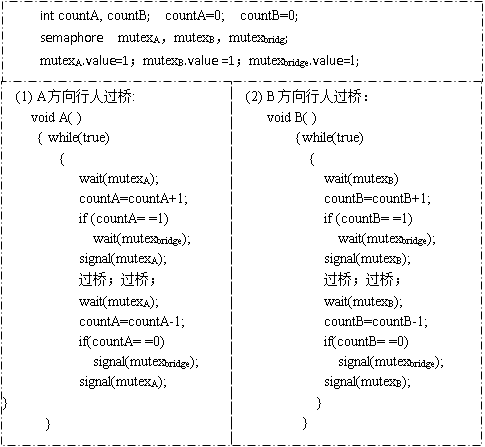 int countA, countB; countA=0; countB=0;
semaphore mutexA，mutexB，mutexbridg;
mutexA.value=1；mutexB.value =1；mutexbridge.value=1;
(1) A方向行人过桥:
void A( )
{ while(true)
{
wait(mutexA);
countA=countA+1;
if (countA= =1)
wait(mutexbridge);
signal(mutexA);
过桥；过桥；
wait(mutexA);
countA=countA-1;
if(countA= =0)
signal(mutexbridge);
signal(mutexA);
}
}
(2) B方向行人过桥：
void B( )
{while(true)
{
wait(mutexB)
countB=countB+1;
if (countB= =1)
wait(mutexbridge);
signal(mutexB);
过桥；过桥；
wait(mutexB);
countB=countB-1;
if(countB= =0)
signal(mutexbridge);
signal(mutexB);
}
}